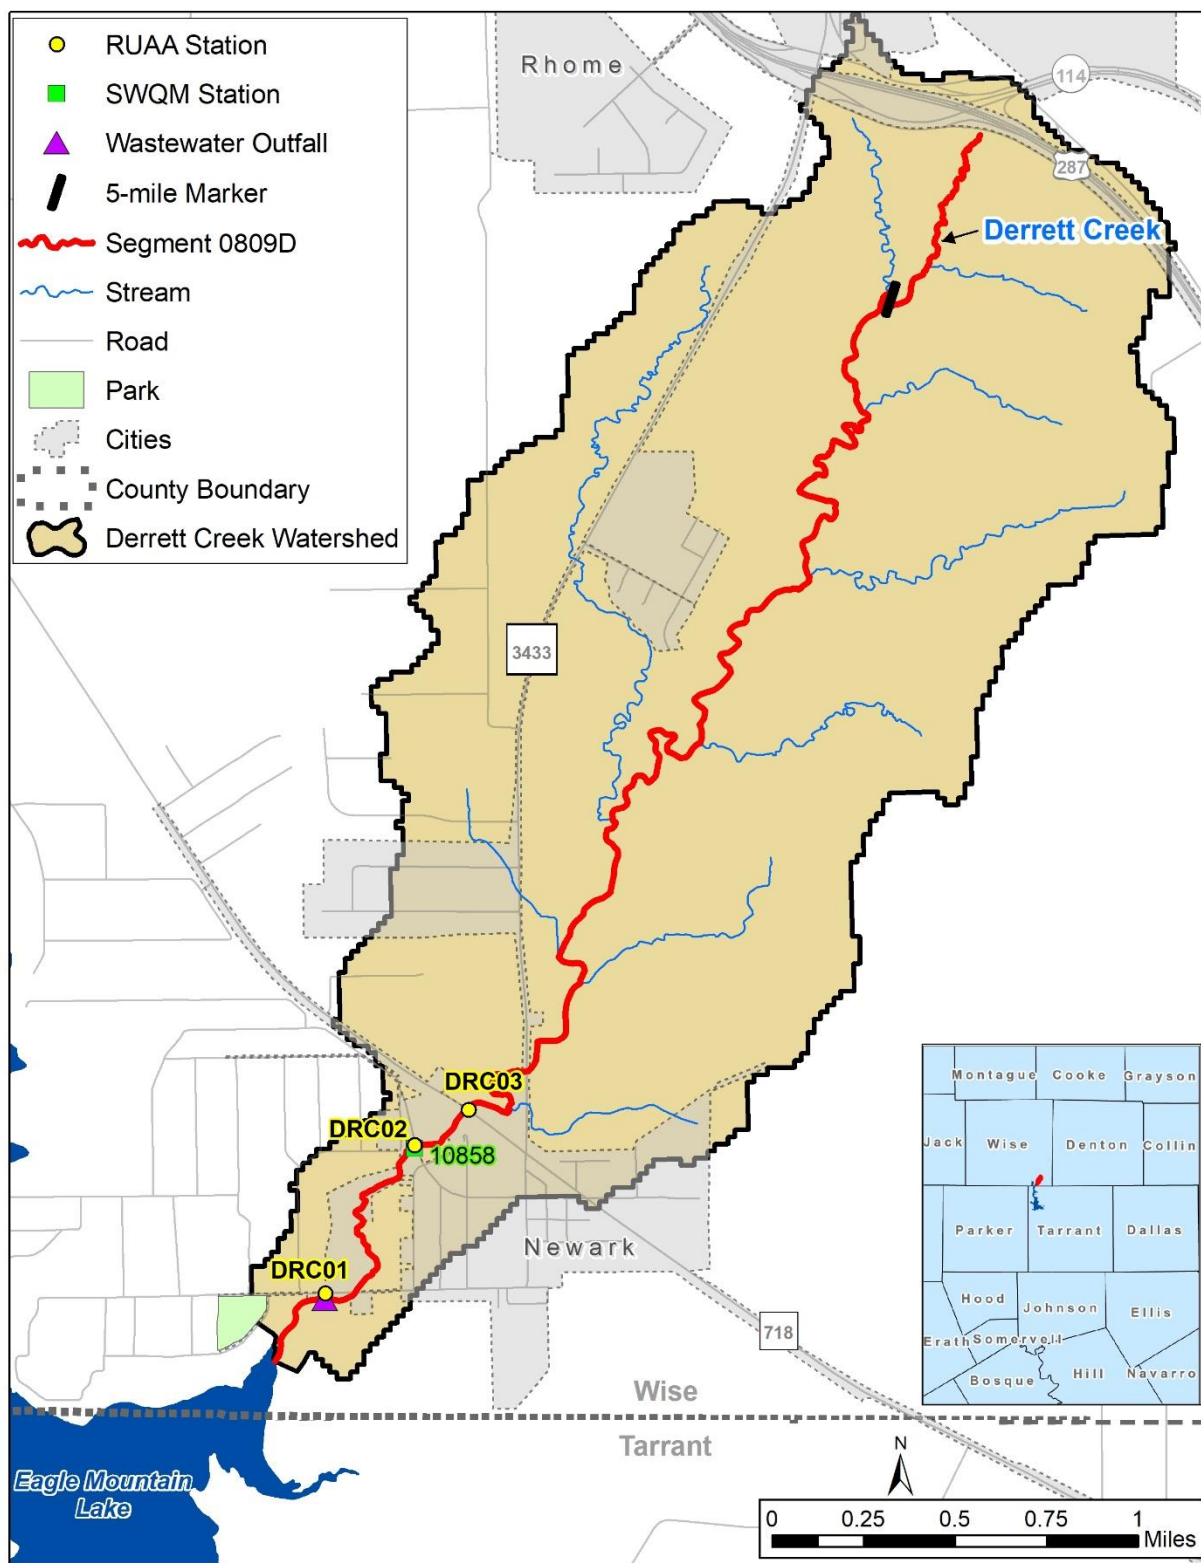 RUAA Station
SWQM Station
Wastewater Outfall
5-mile Marker
Segment 0809D
Stream
Road
Park
Cities
County Boundary
Derrett Creek Watershed
Rhome
114
287
Derrett Creek
3433
DRC03
DRC02
10858
DRC01
Newark
718
Wise
Tarrant
Eagle Mountain
Lake
Montague Cooke Grayson
Jack Wise Denton Collin
Parker Tarrant Dallas
Hood Johnson Ellis
Erath Somervell
Bosque Hill Navarro
N
0 0.25 0.5 0.75 1
Miles